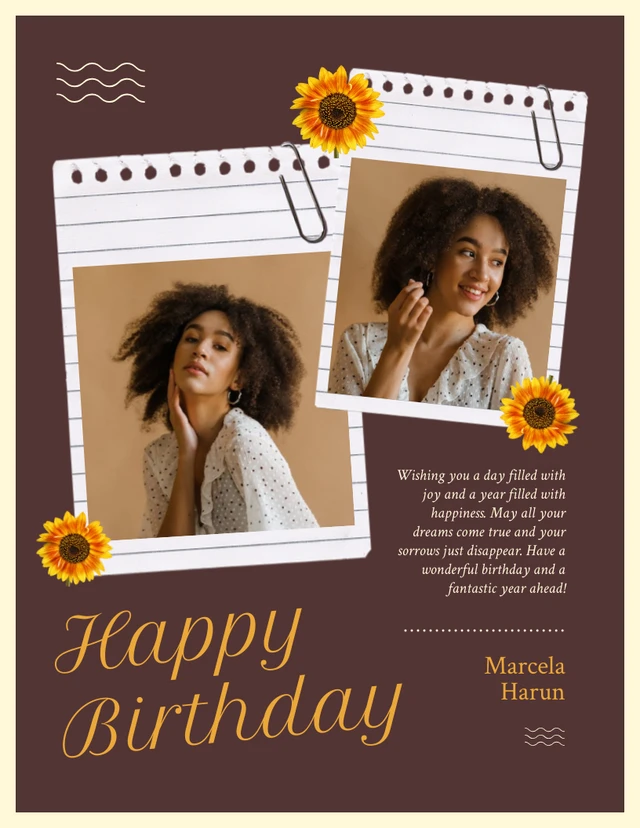 Wishing you a day filled with
joy and a year filled with
happiness. May all your
dreams come true and your
sorrows just disappear. Have a
wonderful birthday and a
fantastic year ahead!
Happy
Birthday
Marcela
Harun